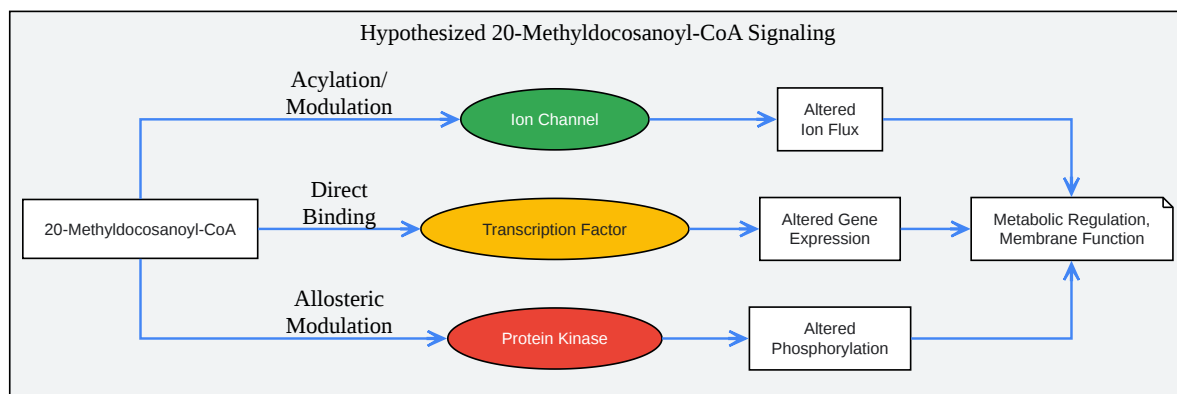 Hypothesized 20-Methyldocosanoyl-CoA Signaling
Acylation/
Modulation
Ion Channel
Altered
Ion Flux
20-Methyldocosanoyl-CoA
Direct
Binding
Transcription Factor
Altered Gene
Expression
Metabolic Regulation,
Membrane Function
Allosteric
Modulation
Protein Kinase
Altered
Phosphorylation